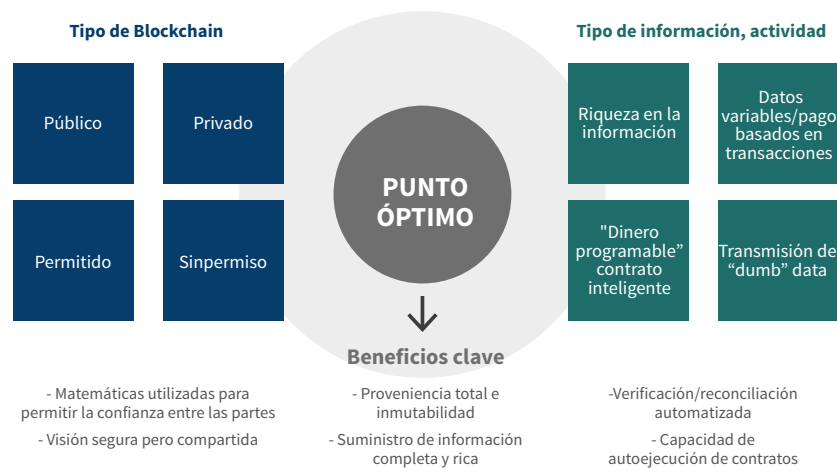 Tipo de Blockchain
Público
Privado
Permitido
Sinpermiso
PUNTO
ÓPTIMO
Tipo de información, actividad
Riqueza en la
información
Datos
variables/pago
basados en
transacciones
"Dinero
programable”
contrato
inteligente
Transmisión de
“dumb” data
Beneficios clave
- Matemáticas utilizadas para
permitir la confianza entre las partes
- Visión segura pero compartida
- Proveniencia total e
inmutabilidad
- Suministro de información
completa y rica
-Verificación/reconciliación
automatizada
- Capacidad de
autoejecución de contratos